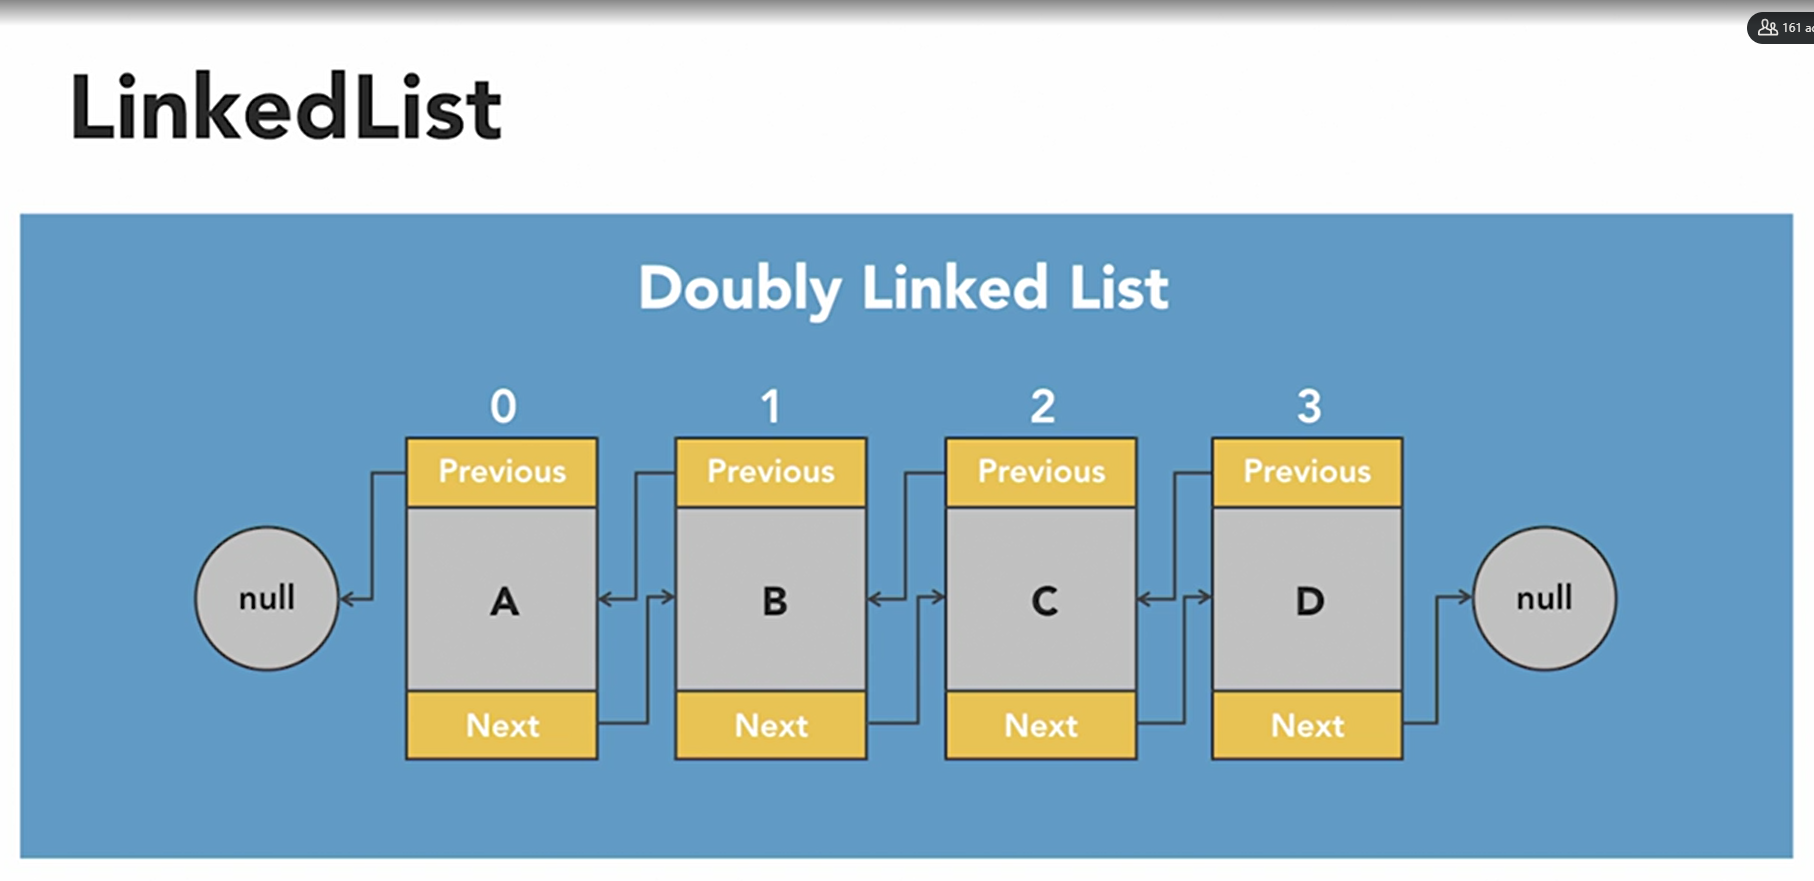 161
LinkedList
Doubly Linked List
0 1 2 3
Previous Previous Previous Previous
null A B C D null
Next Next Next Next